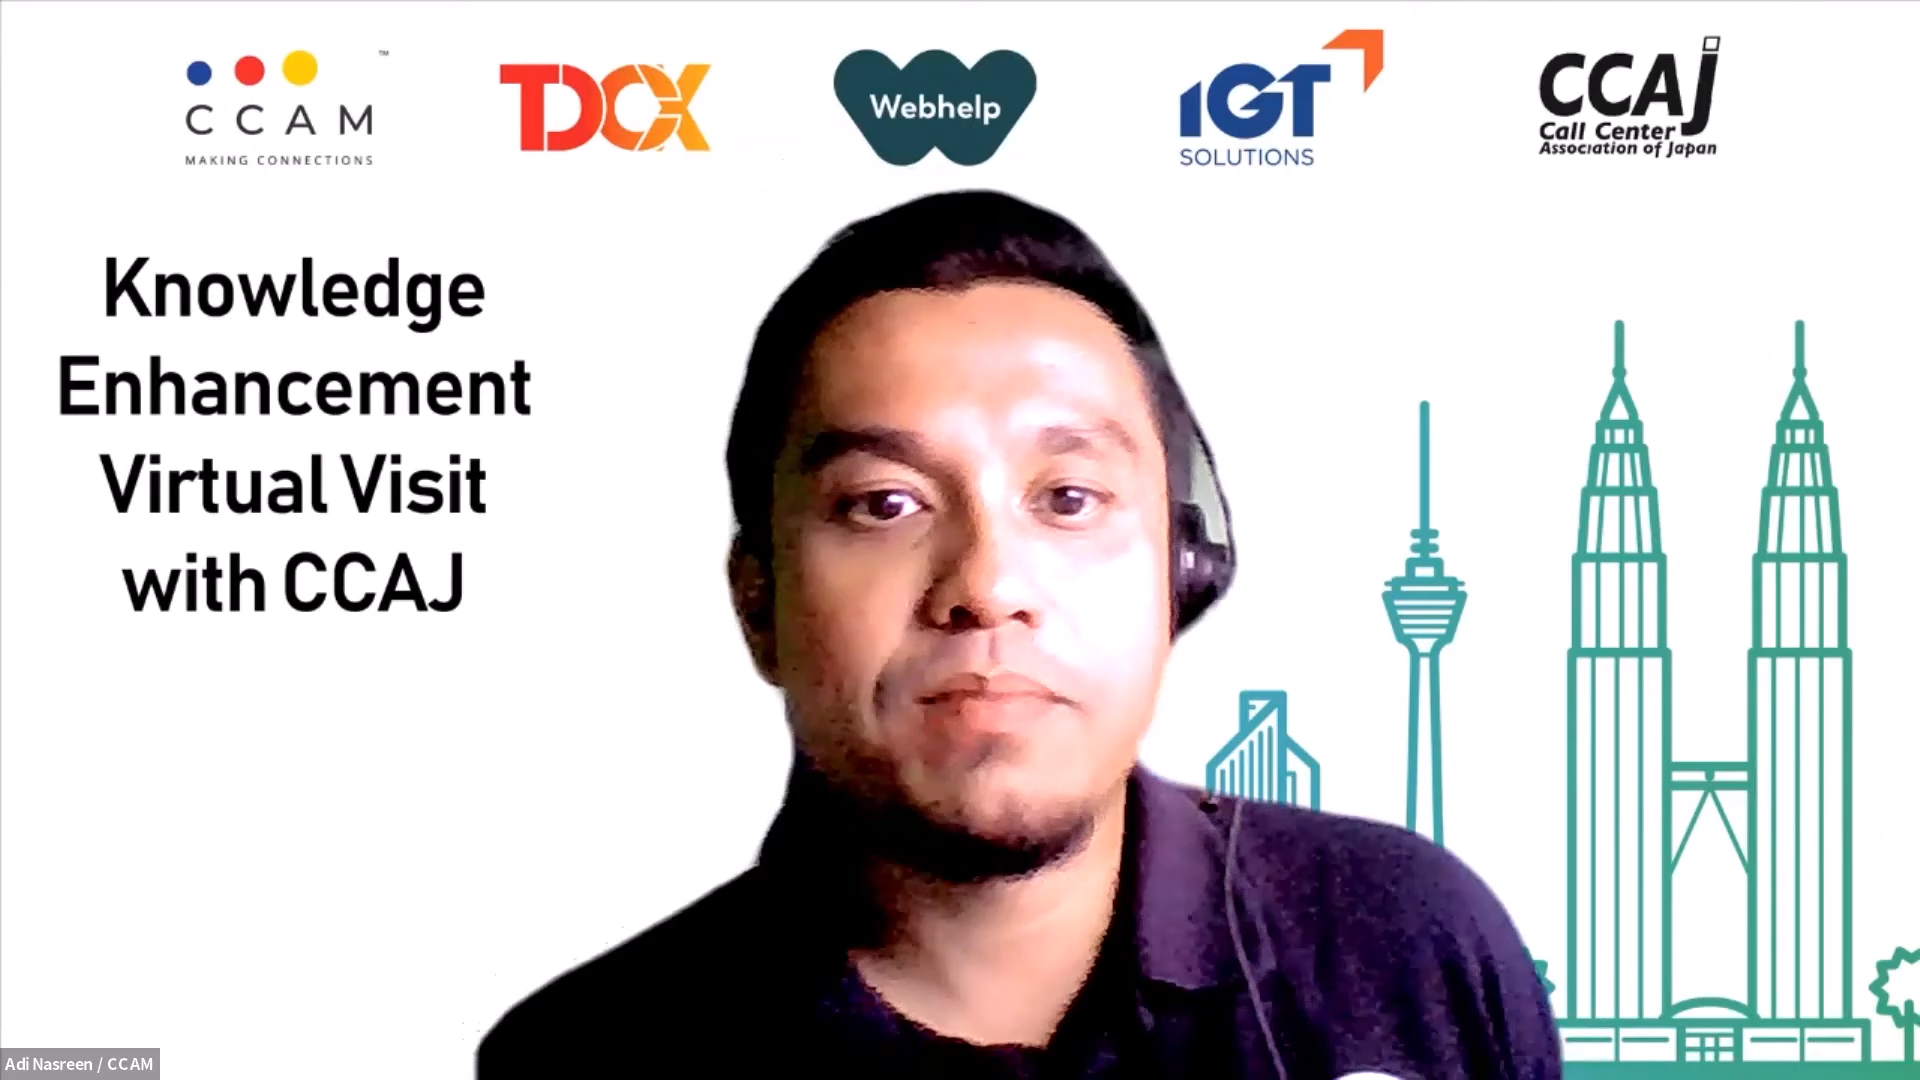 CCAM
™
MAKING CONNECTIONS
TDCX
Webhelp
IGT
SOLUTIONS
CCAJ
Call Center
Association of Japan
Knowledge
Enhancement
Virtual Visit
with CCAJ
Adi Nasreen / CCAM